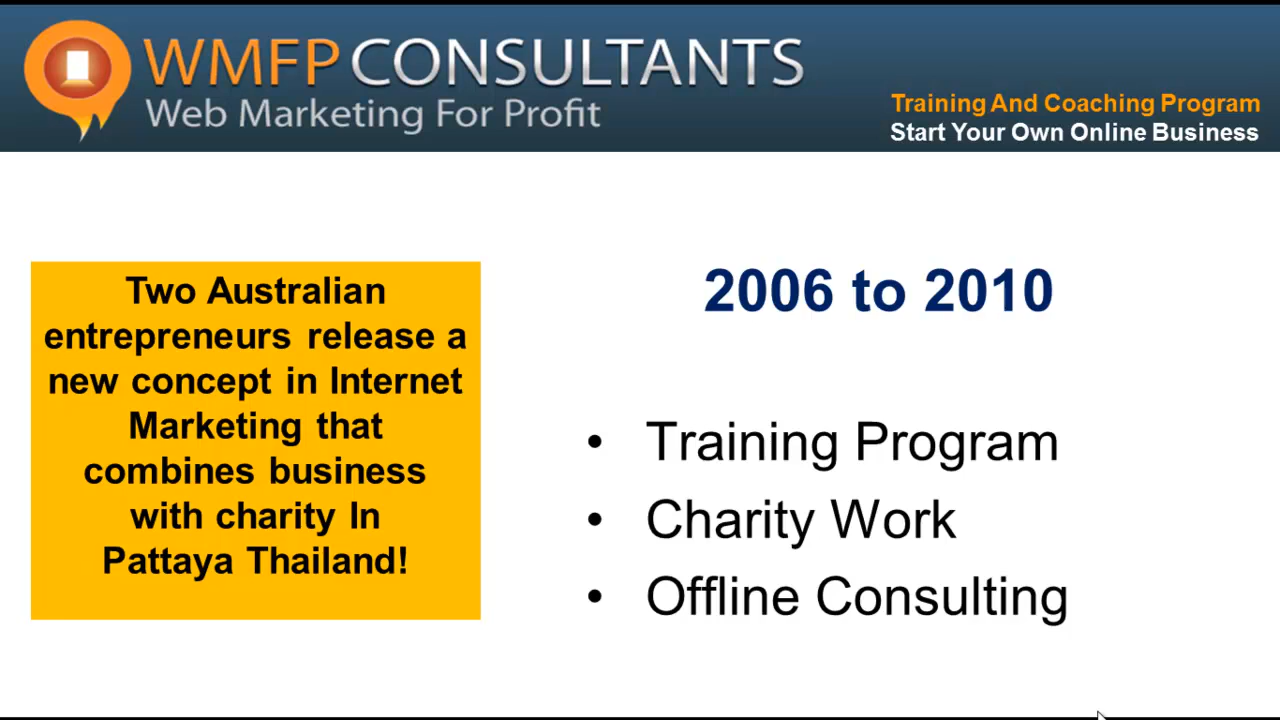 WMFP CONSULTANTS
Web Marketing For Profit
Training And Coaching Program
Start Your Own Online Business
Two Australian
entrepreneurs release a
new concept in Internet
Marketing that
combines business
with charity In
Pattaya Thailand!
2006 to 2010
• Training Program
• Charity Work
• Offline Consulting